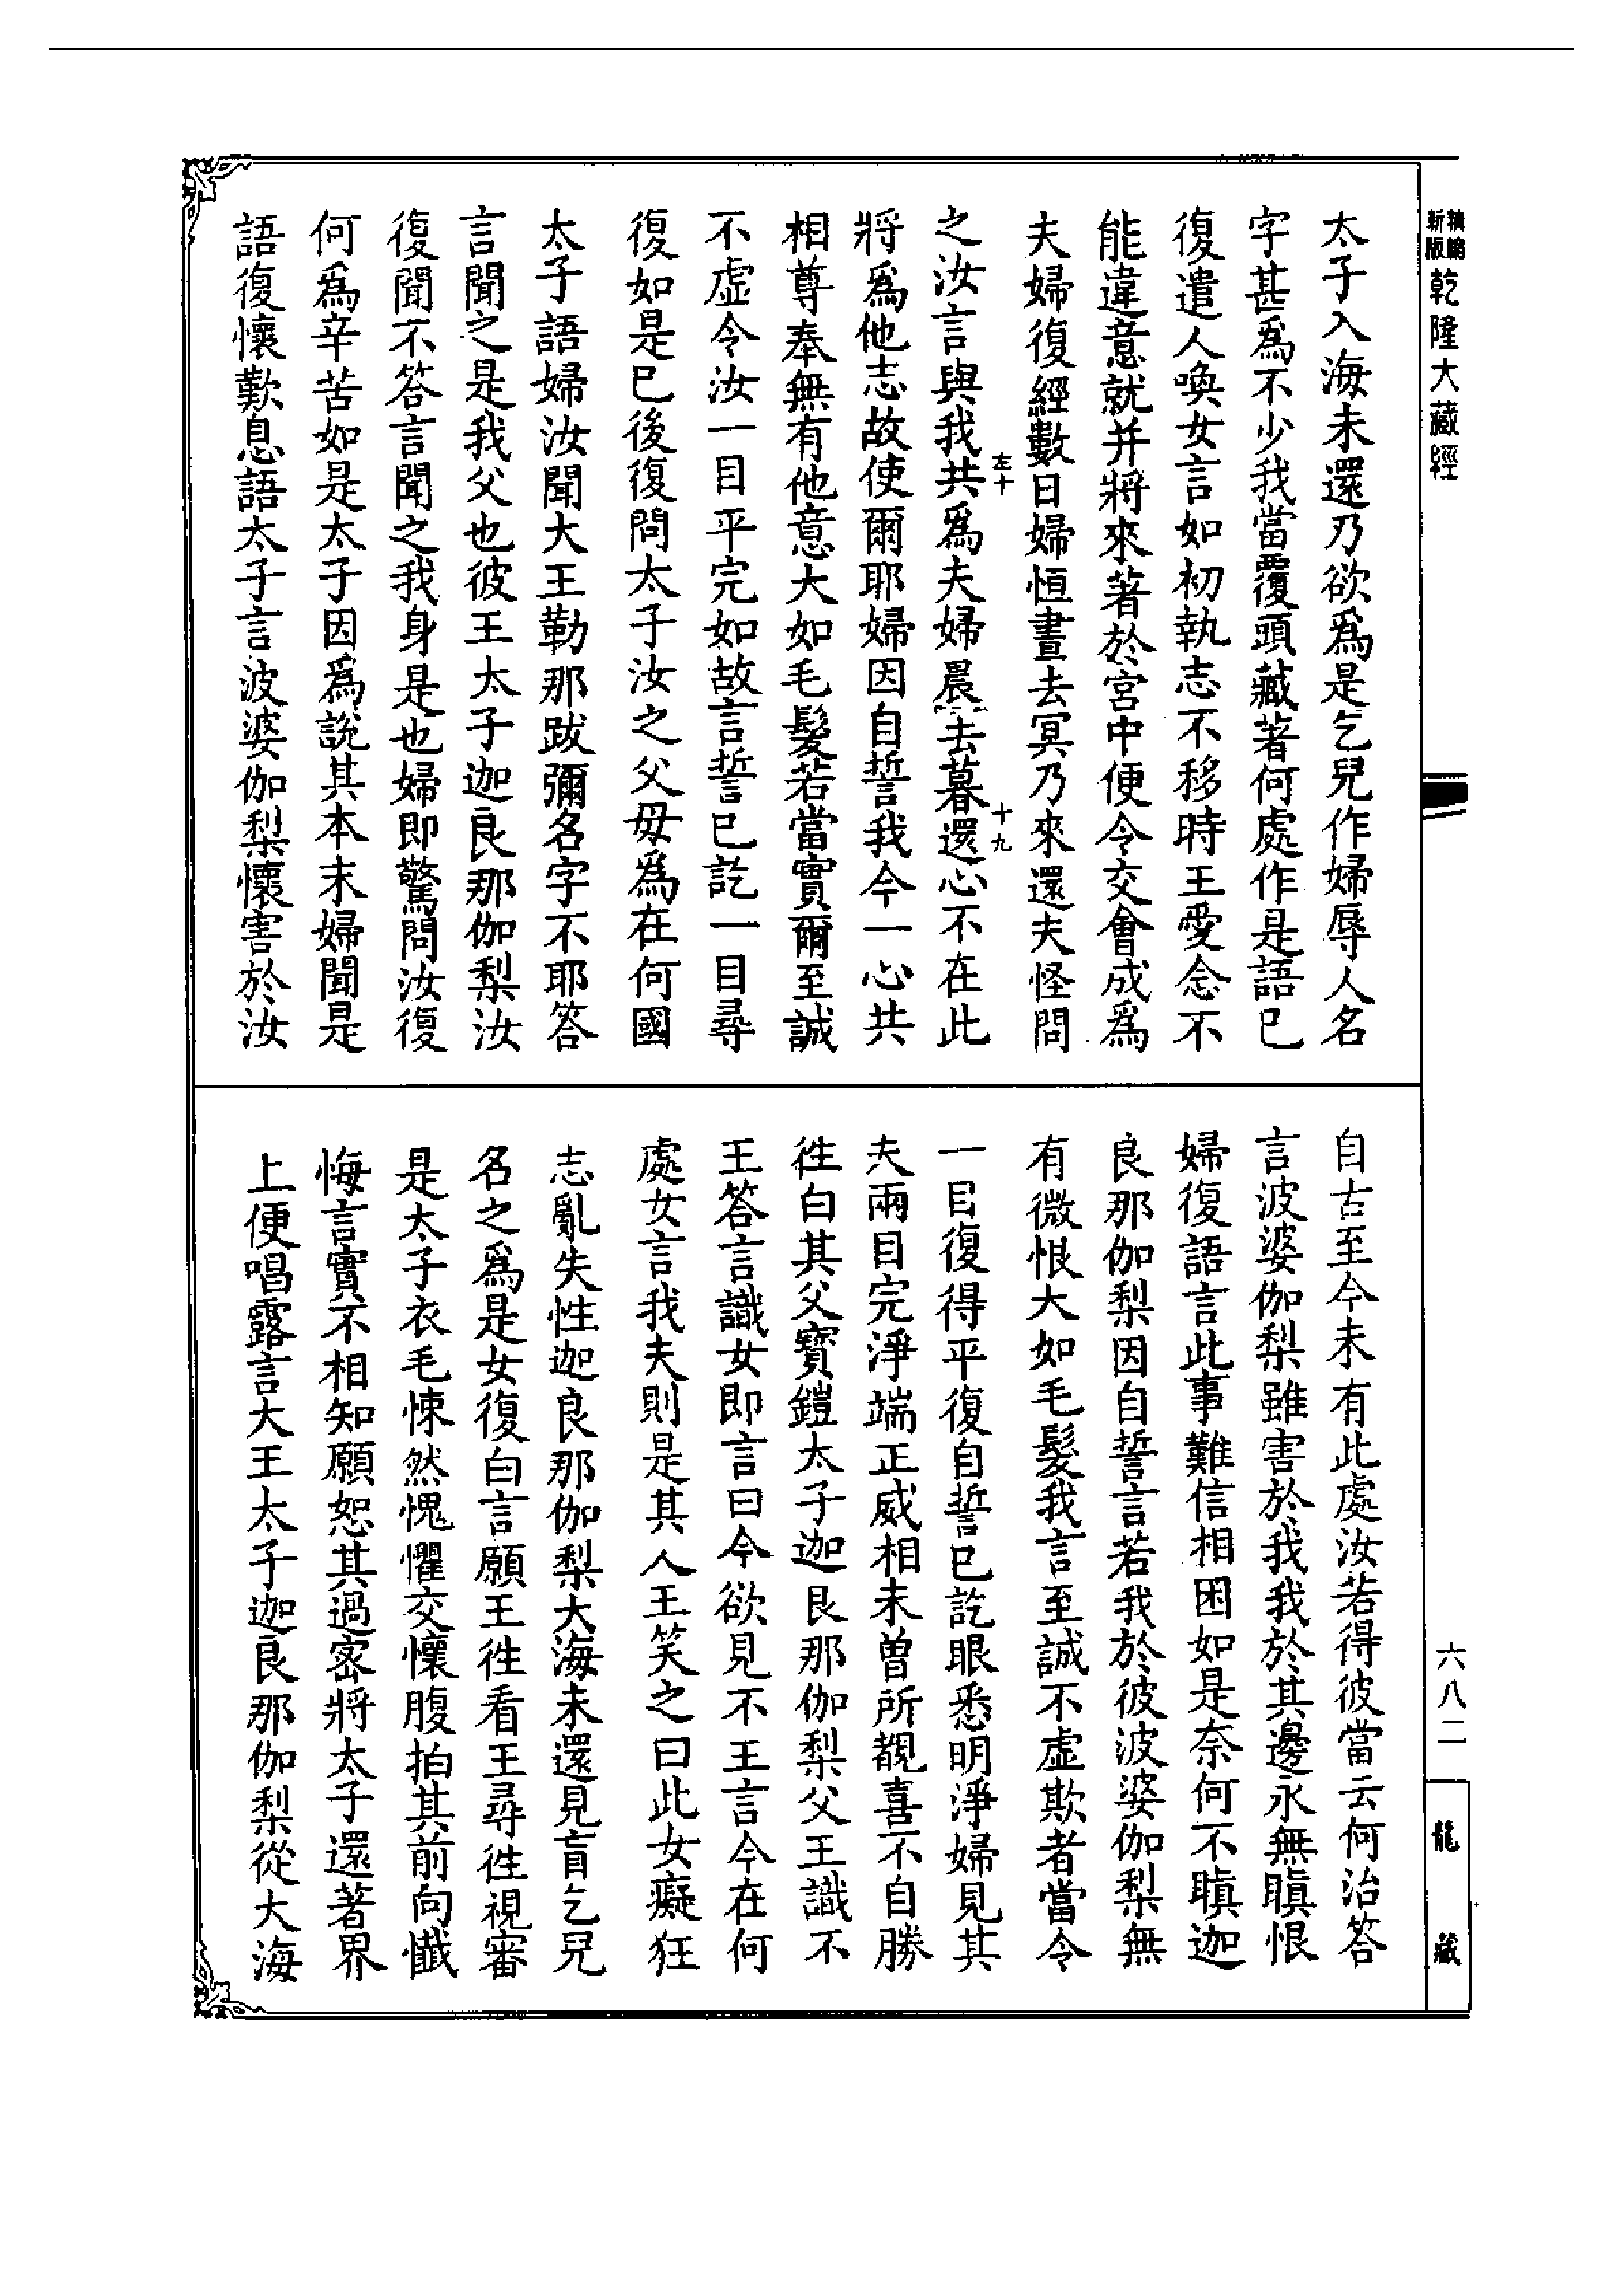 精縮
新版
乾隆大藏經
太子入海未還乃欲爲是乞兒作婦辱人名
字甚爲不少我當覆頭藏著何處作是語已
復遣人喚女言如初執志不移時王愛念不
能違意就并將來著於宮中便令交會成爲
夫婦復經數日婦恒晝去冥乃來還夫怪問
左十
十九
之汝言與我共爲夫婦晨去暮還心不在此
將爲他志故使爾耶婦因自誓我今一心共
相尊奉無有他意大如毛髮若當實爾至誠
不虛令汝一目平完如故言誓已訖一目尋
復如是已後復問太子汝之父母爲在何國
太子語婦汝聞大王勒那跋彌名字不耶答
言聞之是我父也彼王太子迦良那伽梨汝
復聞不答言聞之我身是也婦即驚問汝復
何爲辛苦如是太子因爲說其本末婦聞是
語復懷歎息語太子言波婆伽梨懷害於汝
自古至今未有此處汝若得彼當云何治答
言波婆伽梨雖害於我我於其邊永無瞋恨
婦復語言此事難信相困如是奈何不瞋迦
良那伽梨因自誓言若我於彼波婆伽梨無
有微恨大如毛髮我言至誠不虛欺者當令
一目復得平復自誓已訖眼悉明淨婦見其
夫兩目完淨端正威相未曾所覩喜不自勝
徃白其父寳鎧太子迦良那伽梨父王識不
王答言識女即言曰今欲見不王言今在何
處女言我夫則是其人王笑之曰此女癡狂
志亂失性迦良那伽梨大海未還見盲乞兒
名之爲是女復白言願王徃看王尋徃視審
是太子衣毛悚然愧懼交懷腹拍其前向懺
悔言實不相知願恕其過密將太子還著界
上便唱露言大王太子迦良那伽梨從大海
六八二
龍藏